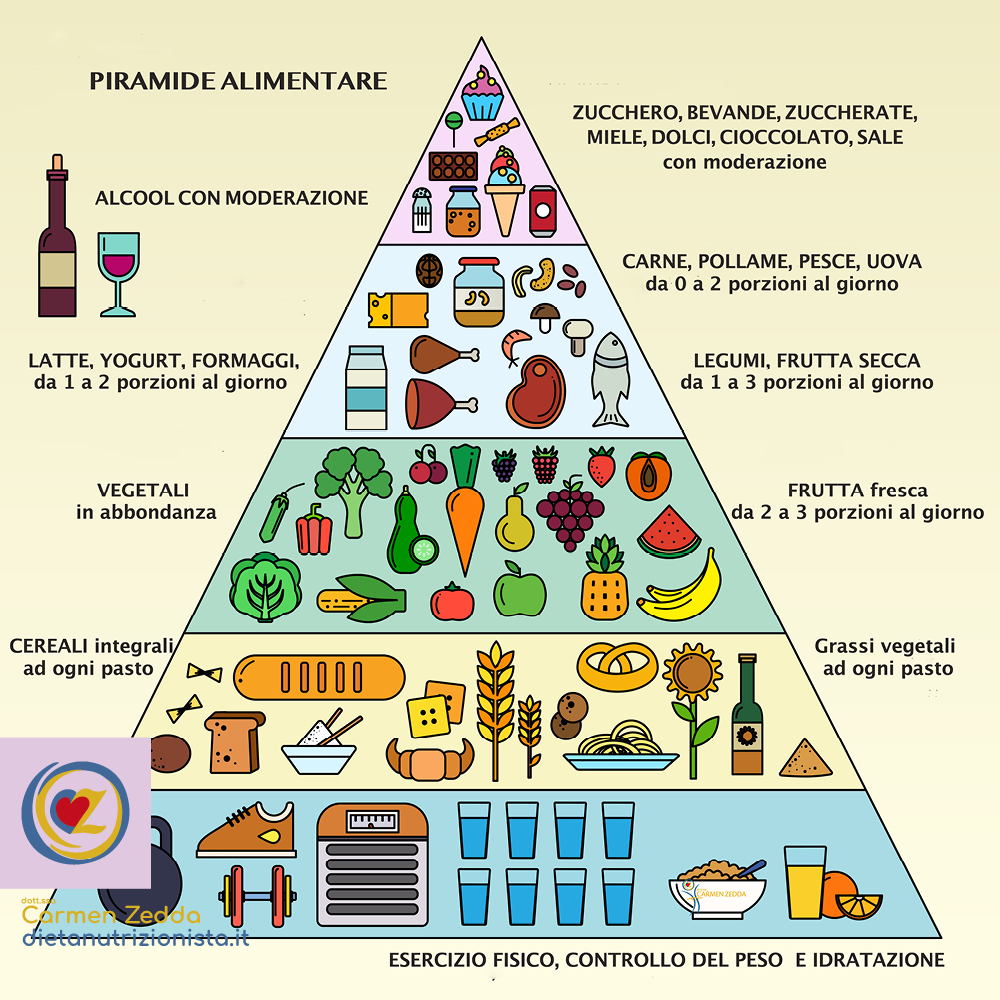 PIRAMIDE ALIMENTARE
ZUCCHERO, BEVANDE, ZUCCHERATE,
MIELE, DOLCI, CIOCCOLATO, SALE
con moderazione
ALCOOL CON MODERAZIONE
CARNE, POLLAME, PESCE, UOVA
da 0 a 2 porzioni al giorno
LATTE, YOGURT, FORMAGGI,
da 1 a 2 porzioni al giorno
LEGUMI, FRUTTA SECCA
da 1 a 3 porzioni al giorno
VEGETALI
in abbondanza
FRUTTA fresca
da 2 a 3 porzioni al giorno
CEREALI integrali
ad ogni pasto
Grassi vegetali
ad ogni pasto
CARMEN ZEDDA
dott.ssa
Carmen Zedda
dietanutrizionista.it
ESERCIZIO FISICO, CONTROLLO DEL PESO E IDRATAZIONE